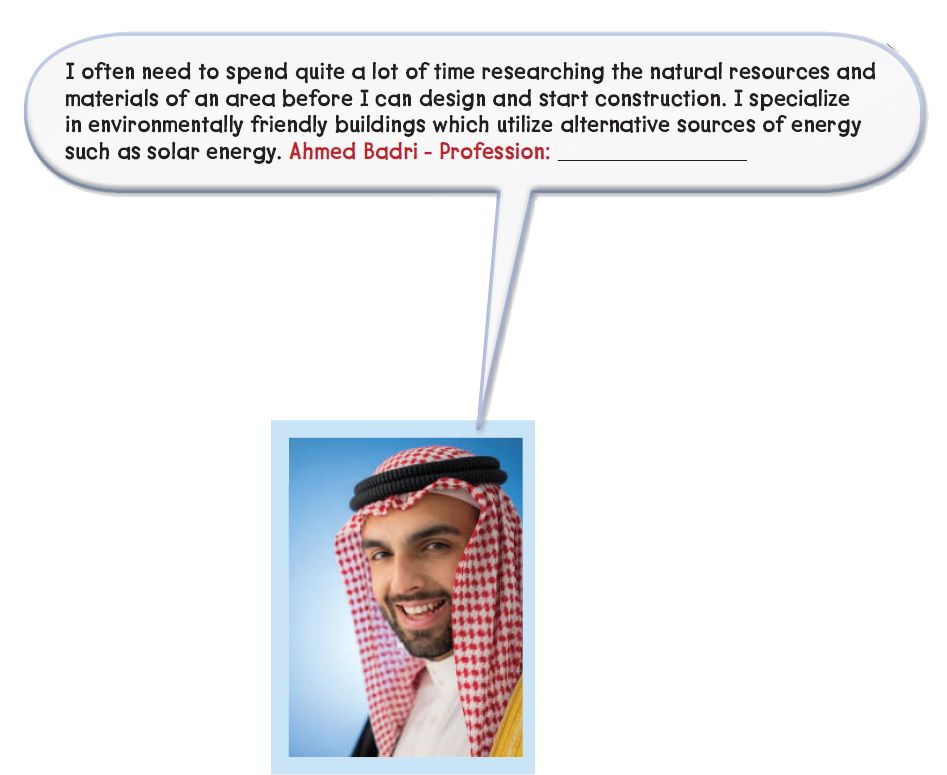 I often need to spend quite a lot of time researching the natural resources and
materials of an area before I can design and start construction. I specialize
in environmentally friendly buildings which utilize alternative sources of energy
such as solar energy. Ahmed Badri - Profession: _______________